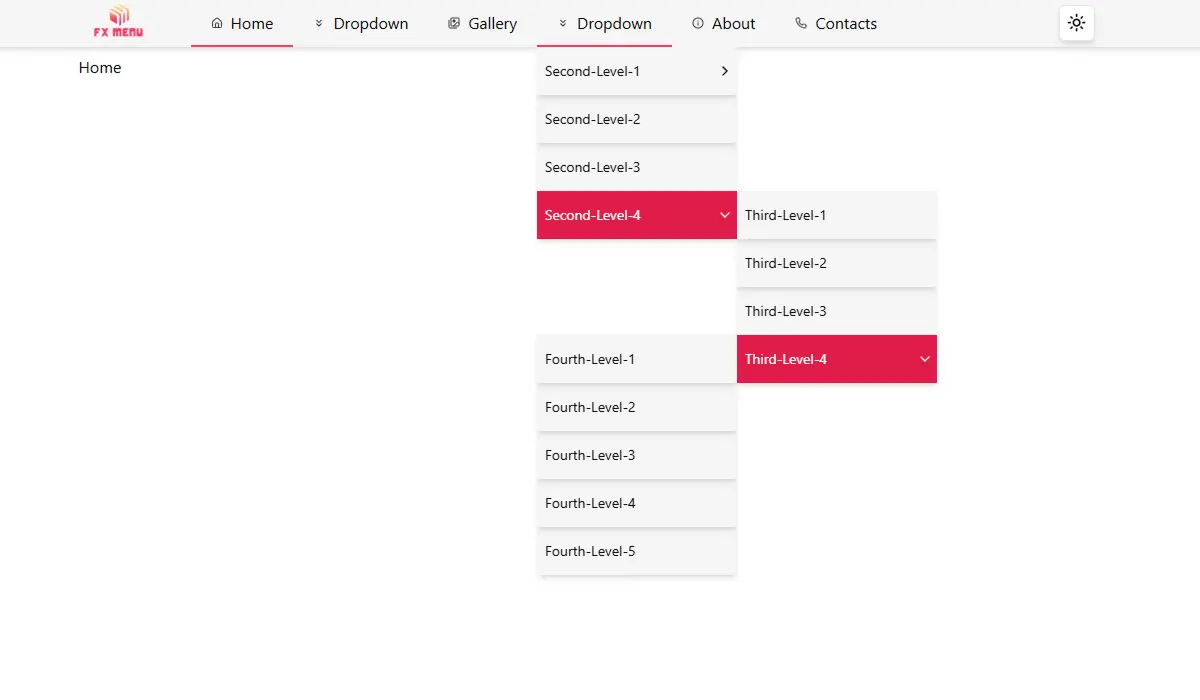 FX MENU
Home
Dropdown
Gallery
Dropdown
About
Contacts
Home
Second-Level-1
Second-Level-2
Second-Level-3
Second-Level-4
Third-Level-1
Third-Level-2
Third-Level-3
Third-Level-4
Fourth-Level-1
Fourth-Level-2
Fourth-Level-3
Fourth-Level-4
Fourth-Level-5